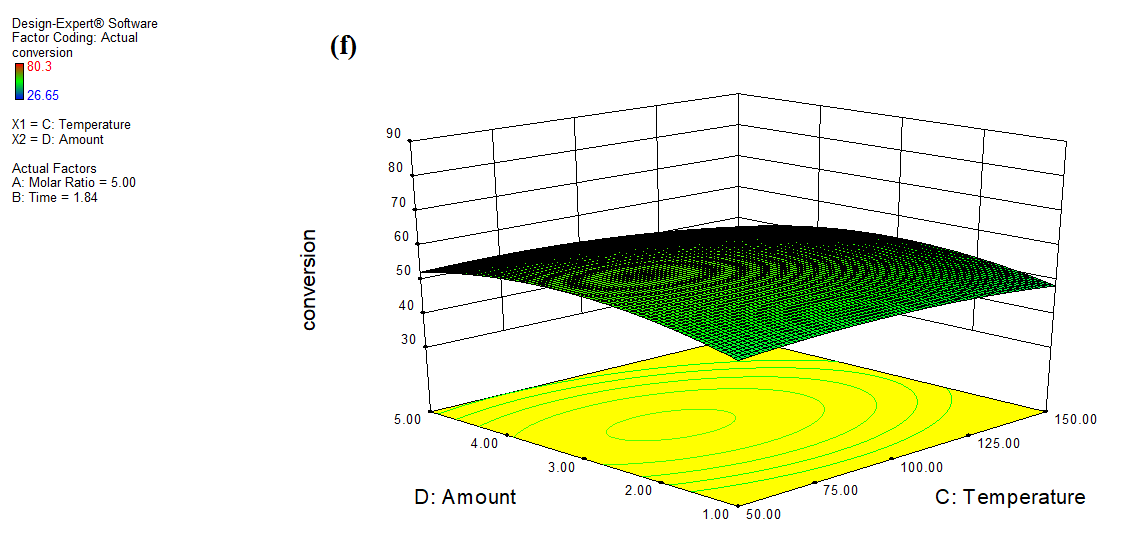 Design-Expert® Software
Factor Coding: Actual
conversion
80.3
26.65
X1 = C: Temperature
X2 = D: Amount
Actual Factors
A: Molar Ratio = 5.00
B: Time = 1.84
(f)
90
80
70
60
50
40
30
conversion
5.00
4.00
3.00
2.00
1.00
D: Amount
50.00
75.00
100.00
125.00
150.00
C: Temperature